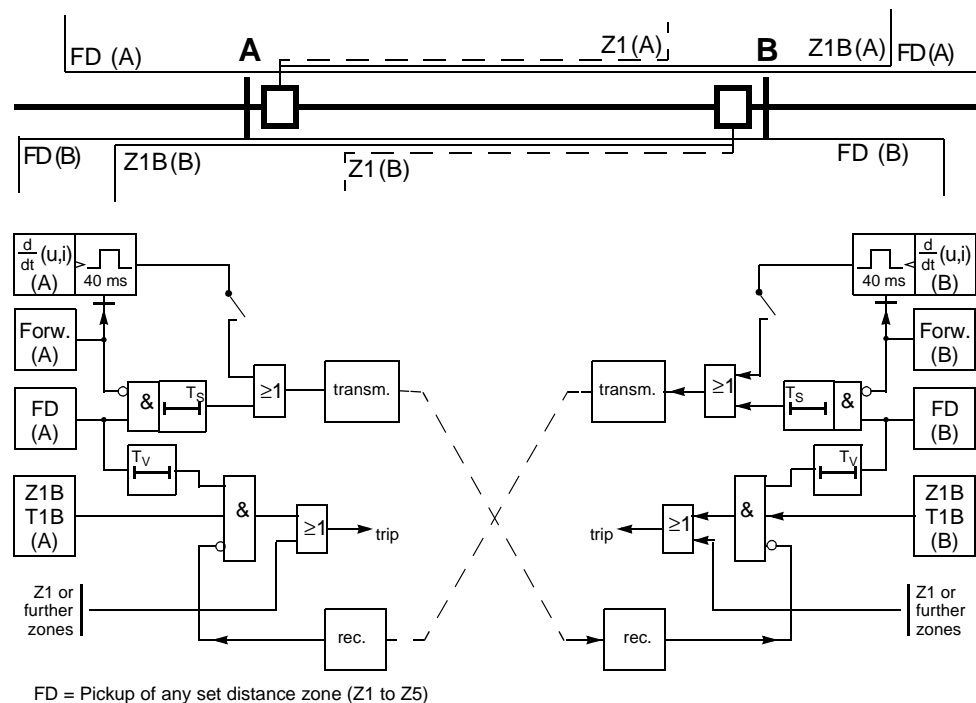 FD (A)
A
Z1(A)
B
Z1B(A)
FD(A)
FD(B)
Z1B(B)
Z1(B)
FD (B)
d/dt (u,i)
(A)
40 ms
Forw.
(A)
FD
(A)
&
TS
≥1
transm.
TV
Z1B
T1B
(A)
&
≥1
trip
Z1 or
further
zones
rec.
d/dt (u,i)
(B)
40 ms
Forw.
(B)
FD
(B)
&
TS
≥1
transm.
TV
Z1B
T1B
(B)
&
≥1
trip
Z1 or
further
zones
rec.
FD = Pickup of any set distance zone (Z1 to Z5)